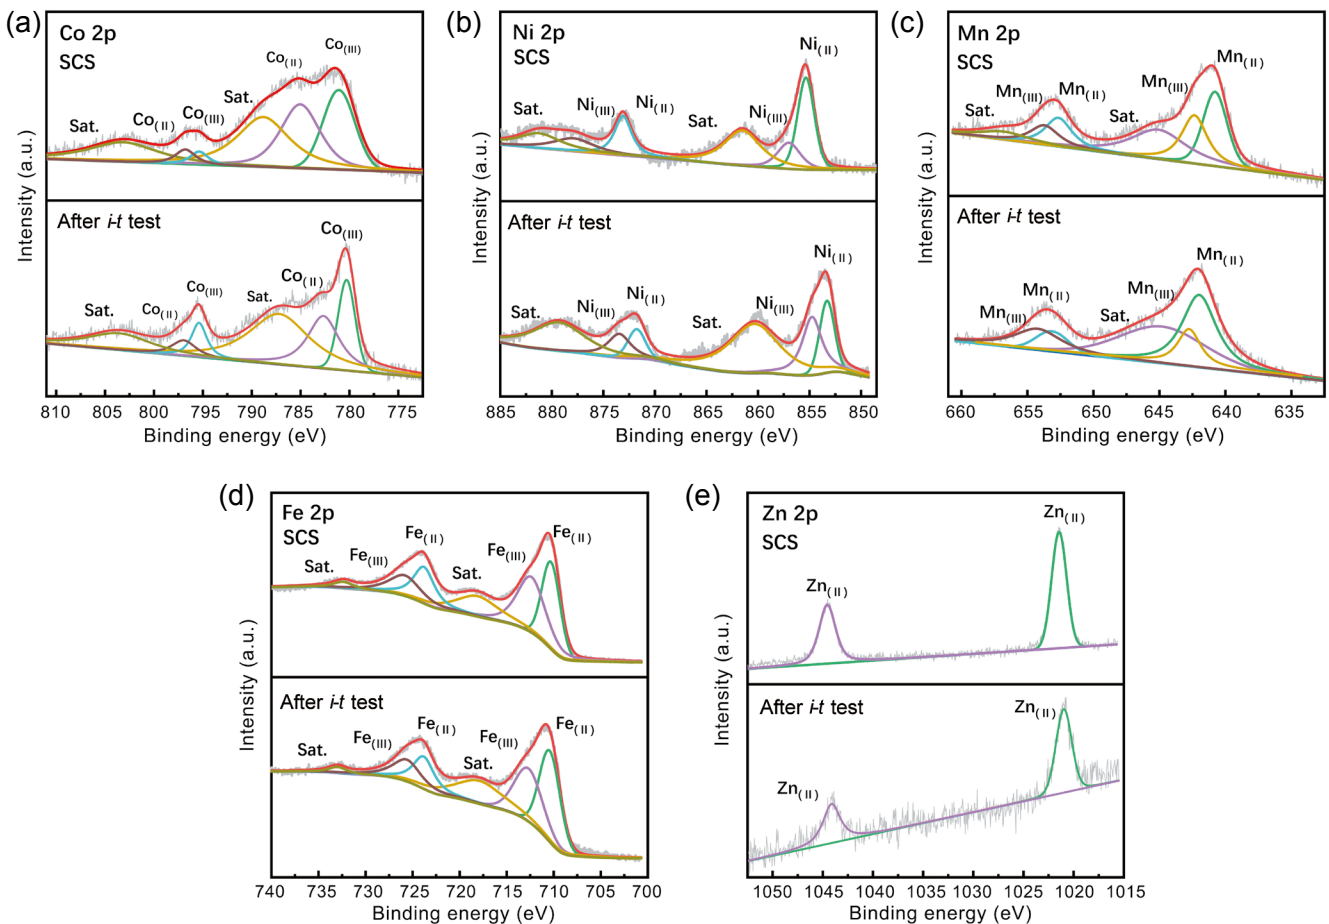 (a)
Co 2p
SCS
Sat.
Co(II)
Co(III)
Sat.
Co(II)
Co(III)
After i-t test
Sat.
Co(II)
Co(III)
Sat.
Co(II)
Co(III)
Intensity (a.u.)
810 805 800 795 790 785 780 775
Binding energy (eV)
(b)
Ni 2p
SCS
Sat.
Ni(III)
Ni(II)
Sat.
Ni(III)
Ni(II)
After i-t test
Sat.
Ni(III)
Ni(II)
Sat.
Ni(III)
Ni(II)
Intensity (a.u.)
885 880 875 870 865 860 855 850
Binding energy (eV)
(c)
Mn 2p
SCS
Sat.
Mn(III)
Mn(II)
Sat.
Mn(III)
Mn(II)
After i-t test
Mn(III)
Mn(II)
Sat.
Mn(III)
Mn(II)
Intensity (a.u.)
660 655 650 645 640 635
Binding energy (eV)
(d)
Fe 2p
SCS
Sat.
Fe(III)
Fe(II)
Sat.
Fe(III)
Fe(II)
After i-t test
Sat.
Fe(III)
Fe(II)
Sat.
Fe(III)
Fe(II)
Intensity (a.u.)
740 735 730 725 720 715 710 705 700
Binding energy (eV)
(e)
Zn 2p
SCS
Zn(II)
Zn(II)
After i-t test
Zn(II)
Zn(II)
Intensity (a.u.)
1050 1045 1040 1035 1030 1025 1020 1015
Binding energy (eV)